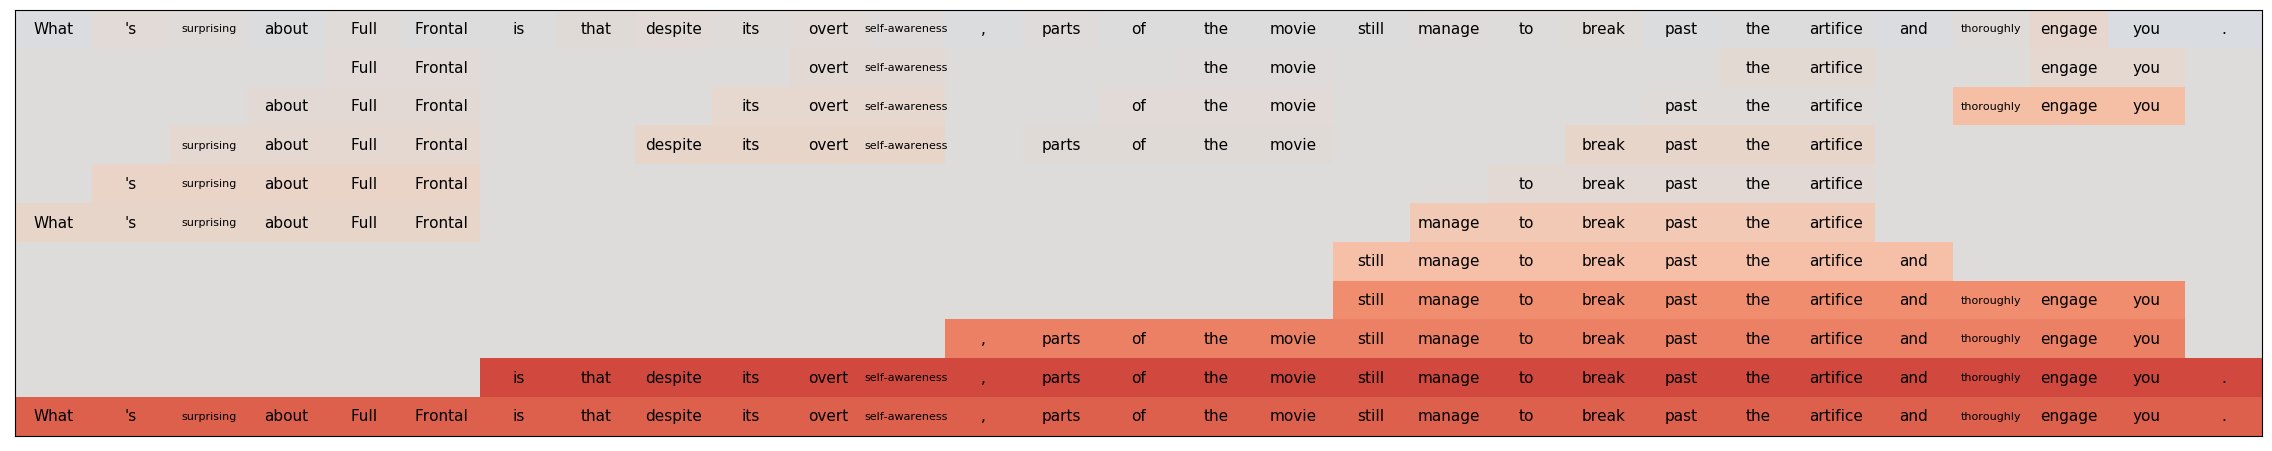 What 's surprising about Full Frontal is that despite its overt self-awareness , parts of the movie still manage to break past the artifice and thoroughly engage you .
Full Frontal overt self-awareness the movie the artifice engage you
about Full Frontal its overt self-awareness of the movie past the artifice thoroughly engage you
surprising about Full Frontal despite its overt self-awareness parts of the movie break past the artifice
's surprising about Full Frontal to break past the artifice
What 's surprising about Full Frontal manage to break past the artifice
still manage to break past the artifice and
still manage to break past the artifice and thoroughly engage you
, parts of the movie still manage to break past the artifice and thoroughly engage you
is that despite its overt self-awareness , parts of the movie still manage to break past the artifice and thoroughly engage you .
What 's surprising about Full Frontal is that despite its overt self-awareness , parts of the movie still manage to break past the artifice and thoroughly engage you .